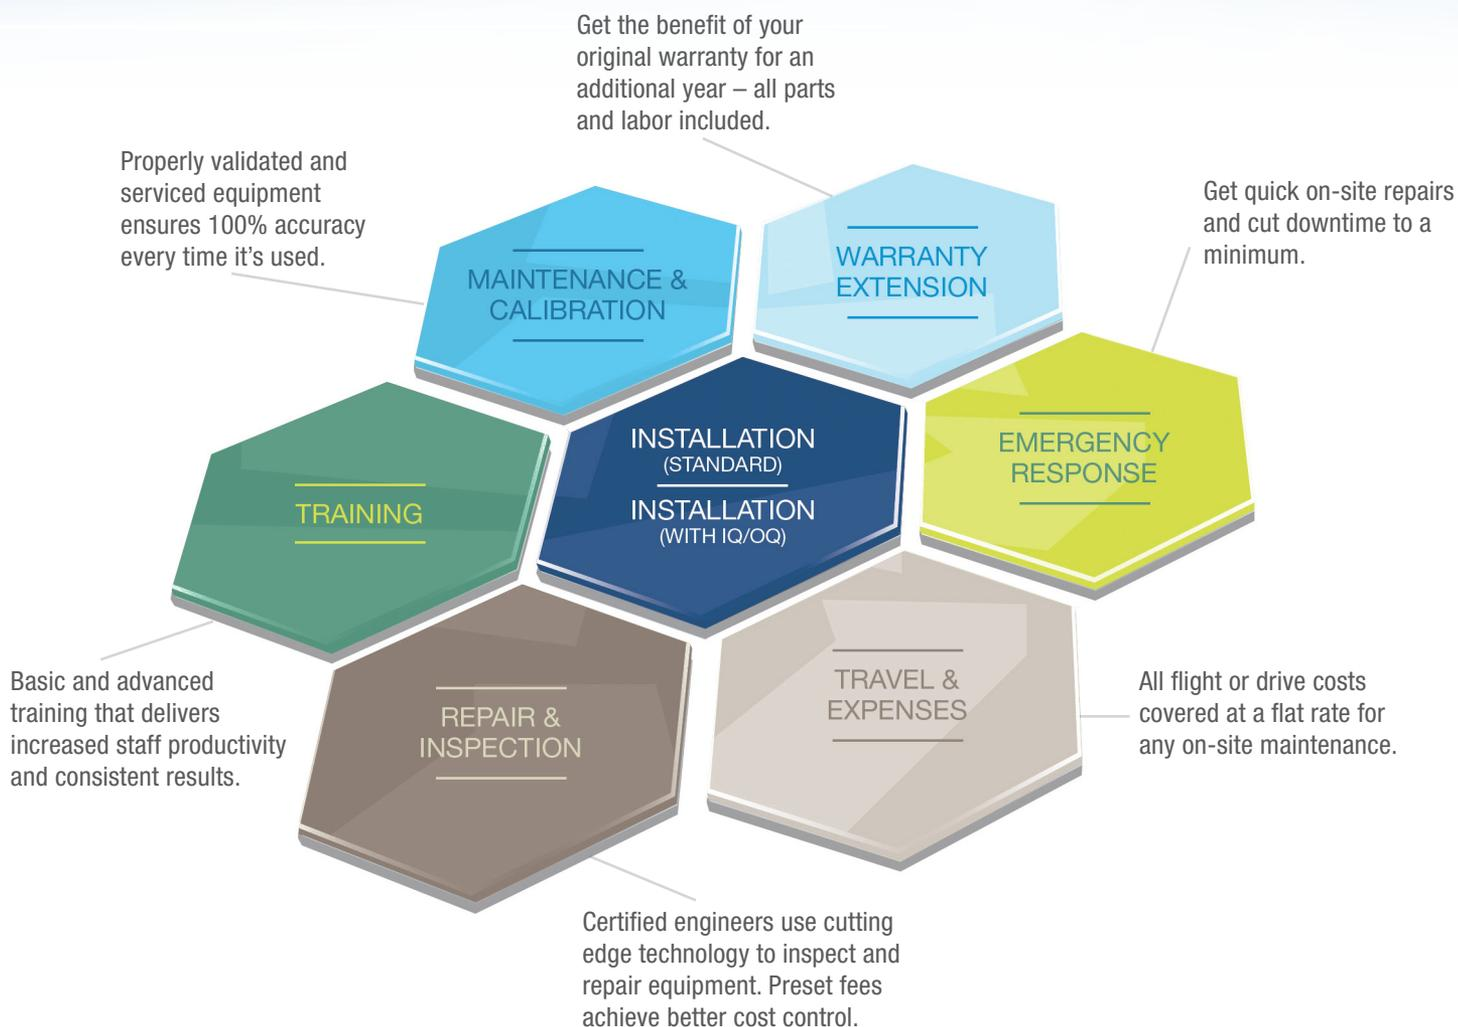 Get the benefit of your
original warranty for an
additional year – all parts
and labor included.
Properly validated and
serviced equipment
ensures 100% accuracy
every time it’s used.
Get quick on-site repairs
and cut downtime to a
minimum.
MAINTENANCE &
CALIBRATION
WARRANTY
EXTENSION
INSTALLATION
(STANDARD)
INSTALLATION
(WITH IQ/OQ)
EMERGENCY
RESPONSE
TRAINING
Basic and advanced
training that delivers
increased staff productivity
and consistent results.
REPAIR &
INSPECTION
TRAVEL &
EXPENSES
All flight or drive costs
covered at a flat rate for
any on-site maintenance.
Certified engineers use cutting
edge technology to inspect and
repair equipment. Preset fees
achieve better cost control.